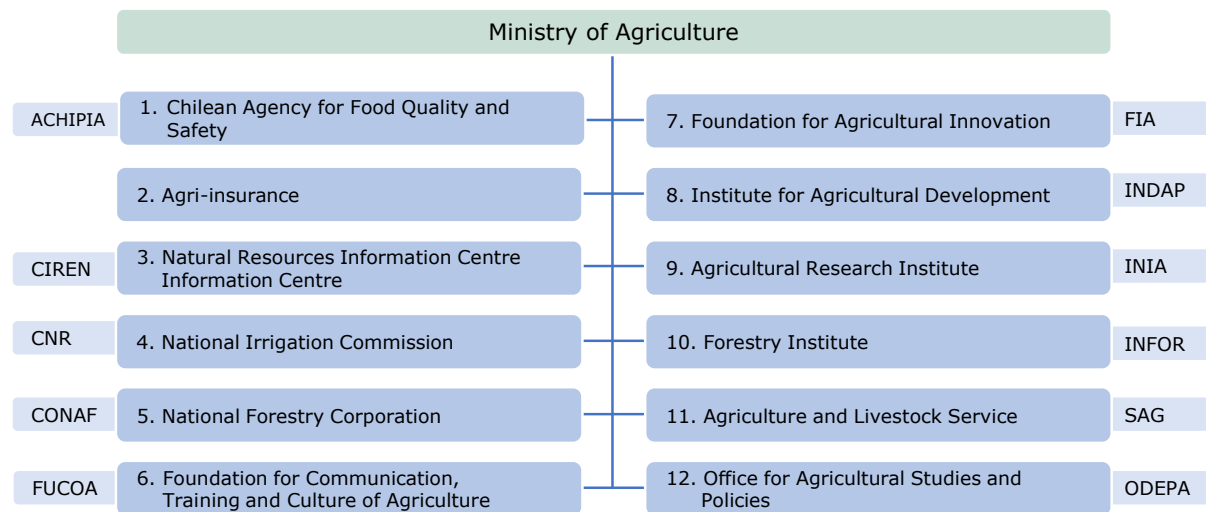 Ministry of Agriculture
ACHIPIA
1. Chilean Agency for Food Quality and
Safety
2. Agri-insurance
CIREN
3. Natural Resources Information Centre
Information Centre
CNR
4. National Irrigation Commission
CONAF
5. National Forestry Corporation
FUCOA
6. Foundation for Communication,
Training and Culture of Agriculture
7. Foundation for Agricultural Innovation
FIA
8. Institute for Agricultural Development
INDAP
9. Agricultural Research Institute
INIA
10. Forestry Institute
INFOR
11. Agriculture and Livestock Service
SAG
12. Office for Agricultural Studies and
Policies
ODEPA